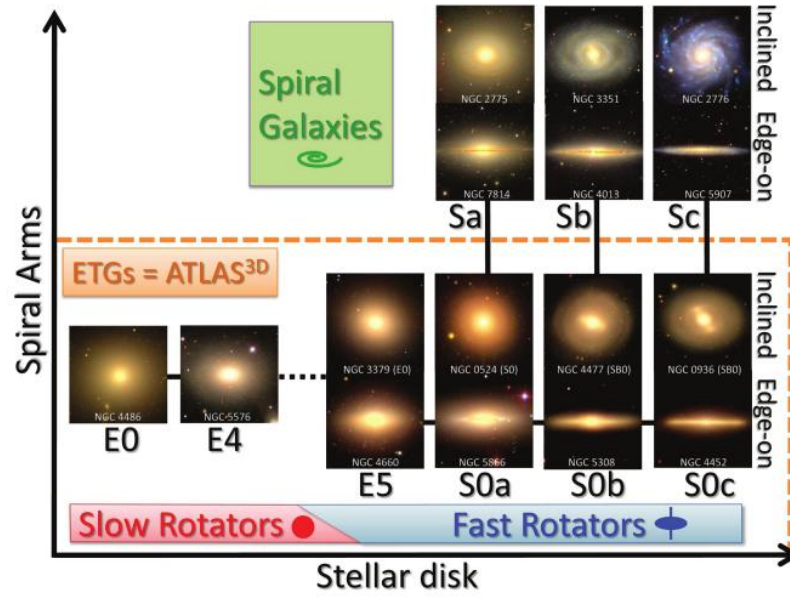 Spiral Arms
Spiral
Galaxies
NGC 2775
NGC 3351
NGC 2776
Inclined
NGC 7814
NGC 4013
NGC 5907
Edge-on
Sa
Sb
Sc
ETGs = ATLAS³ᴰ
NGC 3379 (E0)
NGC 0524 (S0)
NGC 4477 (SB0)
NGC 0936 (SB0)
Inclined
NGC 4486
NGC 5576
E0
E4
NGC 4660
NGC 5866
NGC 5308
NGC 4452
Edge-on
E5
S0a
S0b
S0c
Slow Rotators
Fast Rotators
Stellar disk